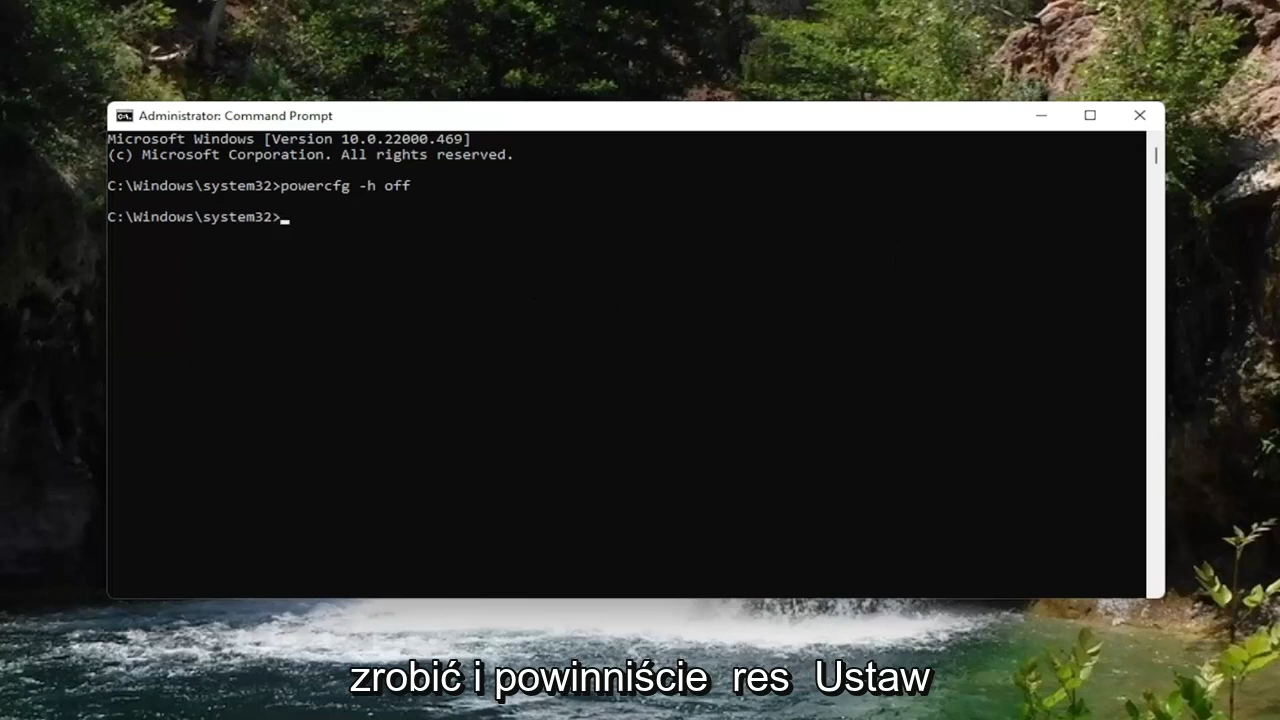 Administrator: Command Prompt
Microsoft Windows [Version 10.0.22000.469]
(c) Microsoft Corporation. All rights reserved.
C:\Windows\system32>powercfg -h off
C:\Windows\system32>
zrobić i powinniście res Ustaw